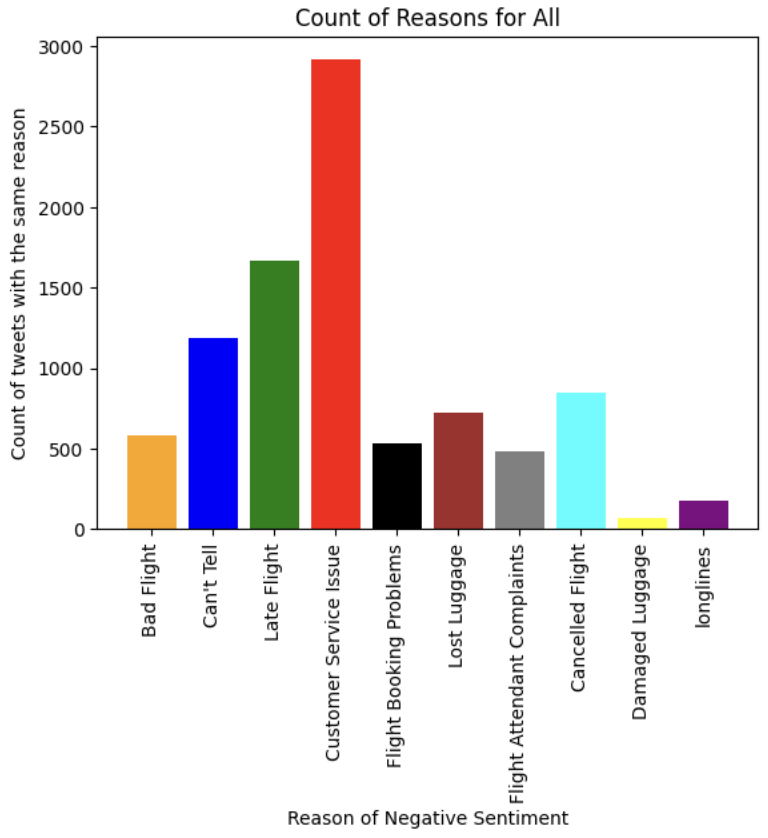 Count of Reasons for All
Count of tweets with the same reason
3000
2500
2000
1500
1000
500
0
Bad Flight
Can't Tell
Late Flight
Customer Service Issue
Flight Booking Problems
Lost Luggage
Flight Attendant Complaints
Cancelled Flight
Damaged Luggage
longlines
Reason of Negative Sentiment